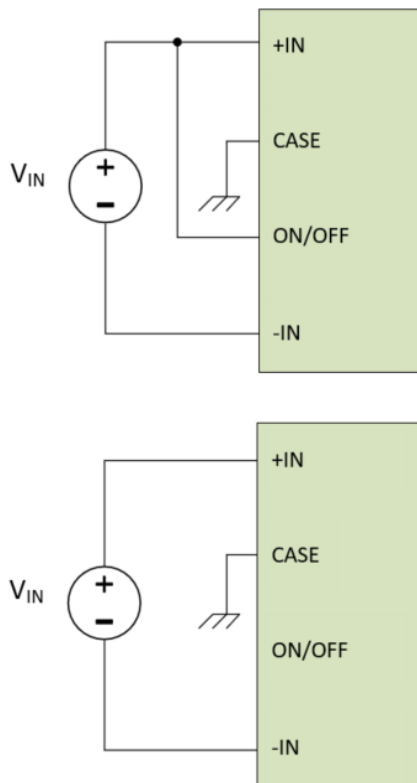 +IN
CASE
V_IN
+
-
ON/OFF
-IN
+IN
CASE
V_IN
+
-
ON/OFF
-IN